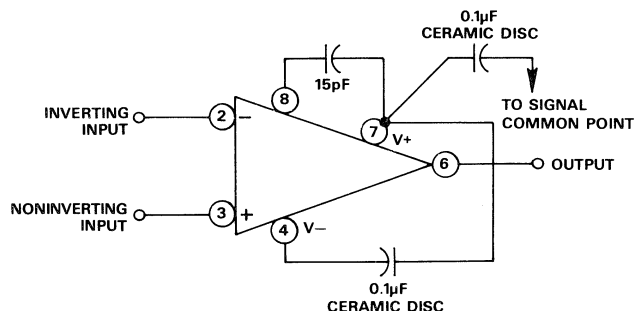 0.1µF
CERAMIC DISC
15pF
8
TO SIGNAL
COMMON POINT
INVERTING
INPUT
2
−
7
V+
6
OUTPUT
NONINVERTING
INPUT
3
+
4
V−
0.1µF
CERAMIC DISC